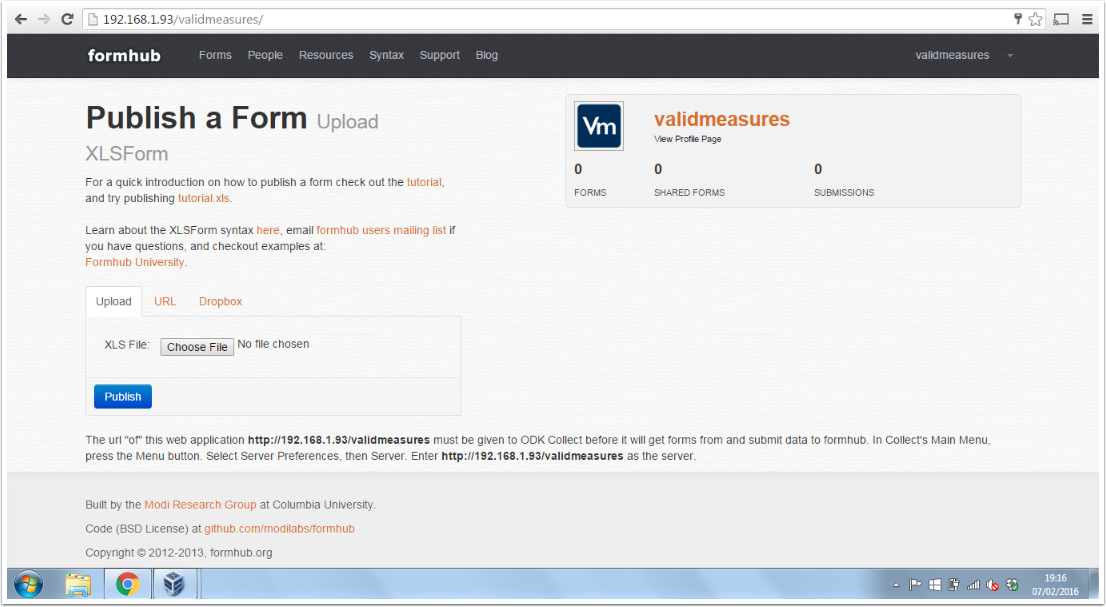 192.168.1.93/validmeasures/
formhub Forms People Resources Syntax Support Blog validmeasures
Publish a Form Upload
XLSForm
For a quick introduction on how to publish a form check out the tutorial,
and try publishing tutorial.xls.
Learn about the XLSForm syntax here, email formhub users mailing list if
you have questions, and checkout examples at:
Formhub University.
Upload URL Dropbox
XLS File: Choose File No file chosen
Publish
Vm
validmeasures
View Profile Page
0 0 0
FORMS SHARED FORMS SUBMISSIONS
The url "of" this web application http://192.168.1.93/validmeasures must be given to ODK Collect before it will get forms from and submit data to formhub. In Collect's Main Menu,
press the Menu button. Select Server Preferences, then Server. Enter http://192.168.1.93/validmeasures as the server.
Built by the Modi Research Group at Columbia University.
Code (BSD License) at github.com/modilabs/formhub
Copyright © 2012-2013, formhub.org
19:16
07/02/2016